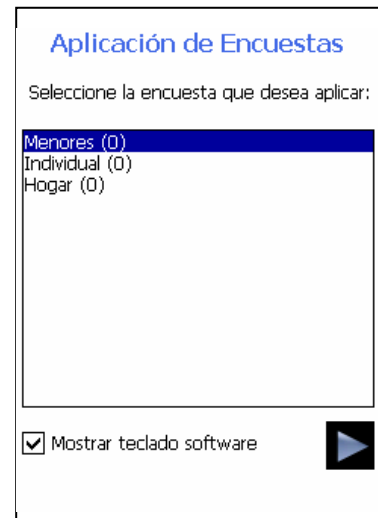 Aplicación de Encuestas
Seleccione la encuesta que desea aplicar:
Menores (0)
Individual (0)
Hogar (0)
Mostrar teclado software